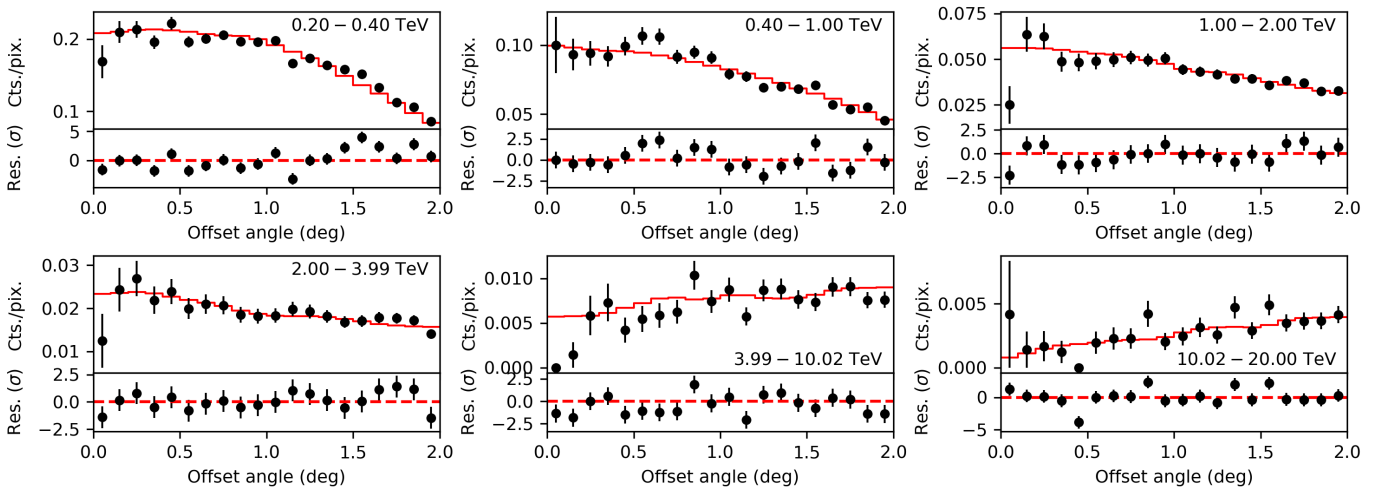 0.20 − 0.40 TeV
Cts./pix.
0.2
0.1
Res. (σ)
5
0
0.0 0.5 1.0 1.5 2.0
Offset angle (deg)
0.40 − 1.00 TeV
Cts./pix.
0.10
0.05
Res. (σ)
2.5
0.0
−2.5
0.0 0.5 1.0 1.5 2.0
Offset angle (deg)
1.00 − 2.00 TeV
Cts./pix.
0.075
0.050
0.025
Res. (σ)
2.5
0.0
−2.5
0.0 0.5 1.0 1.5 2.0
Offset angle (deg)
2.00 − 3.99 TeV
Cts./pix.
0.03
0.02
0.01
Res. (σ)
2.5
0.0
−2.5
0.0 0.5 1.0 1.5 2.0
Offset angle (deg)
3.99 − 10.02 TeV
Cts./pix.
0.010
0.005
0.000
Res. (σ)
2.5
0.0
−2.5
0.0 0.5 1.0 1.5 2.0
Offset angle (deg)
10.02 − 20.00 TeV
Cts./pix.
0.005
0.000
Res. (σ)
0
−5
0.0 0.5 1.0 1.5 2.0
Offset angle (deg)